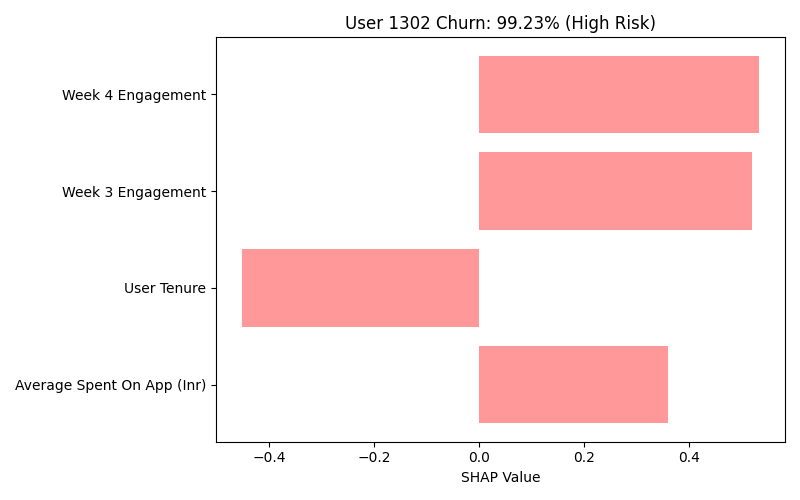 User 1302 Churn: 99.23% (High Risk)
Week 4 Engagement
Week 3 Engagement
User Tenure
Average Spent On App (Inr)
−0.4 −0.2 0.0 0.2 0.4
SHAP Value